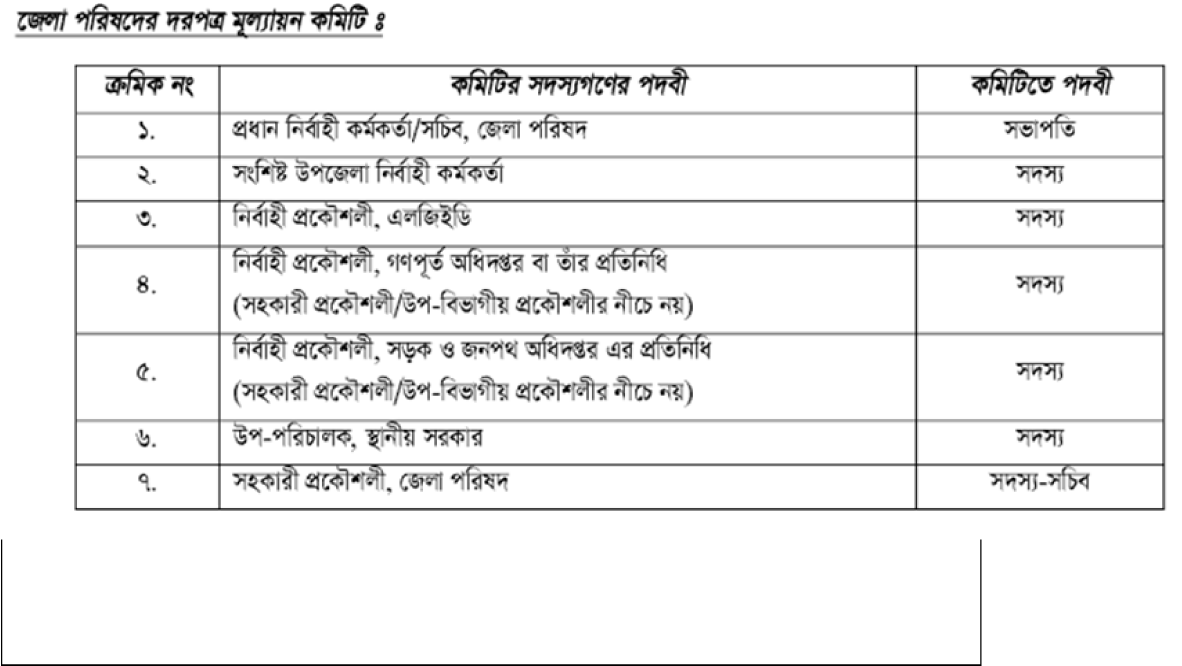 জেলা পরিষদের দরপত্র মূল্যায়ন কমিটি ঃ
ক্রমিক নং কমিটির সদস্যগণের পদবী কমিটিতে পদবী
১. প্রধান নির্বাহী কর্মকর্তা/সচিব, জেলা পরিষদ সভাপতি
২. সংশিষ্ট উপজেলা নির্বাহী কর্মকর্তা সদস্য
৩. নির্বাহী প্রকৌশলী, এলজিইডি সদস্য
৪. নির্বাহী প্রকৌশলী, গণপূর্ত অধিদপ্তর বা তাঁর প্রতিনিধি
(সহকারী প্রকৌশলী/উপ-বিভাগীয় প্রকৌশলীর নীচে নয়) সদস্য
৫. নির্বাহী প্রকৌশলী, সড়ক ও জনপথ অধিদপ্তর এর প্রতিনিধি
(সহকারী প্রকৌশলী/উপ-বিভাগীয় প্রকৌশলীর নীচে নয়) সদস্য
৬. উপ-পরিচালক, স্থানীয় সরকার সদস্য
৭. সহকারী প্রকৌশলী, জেলা পরিষদ সদস্য-সচিব